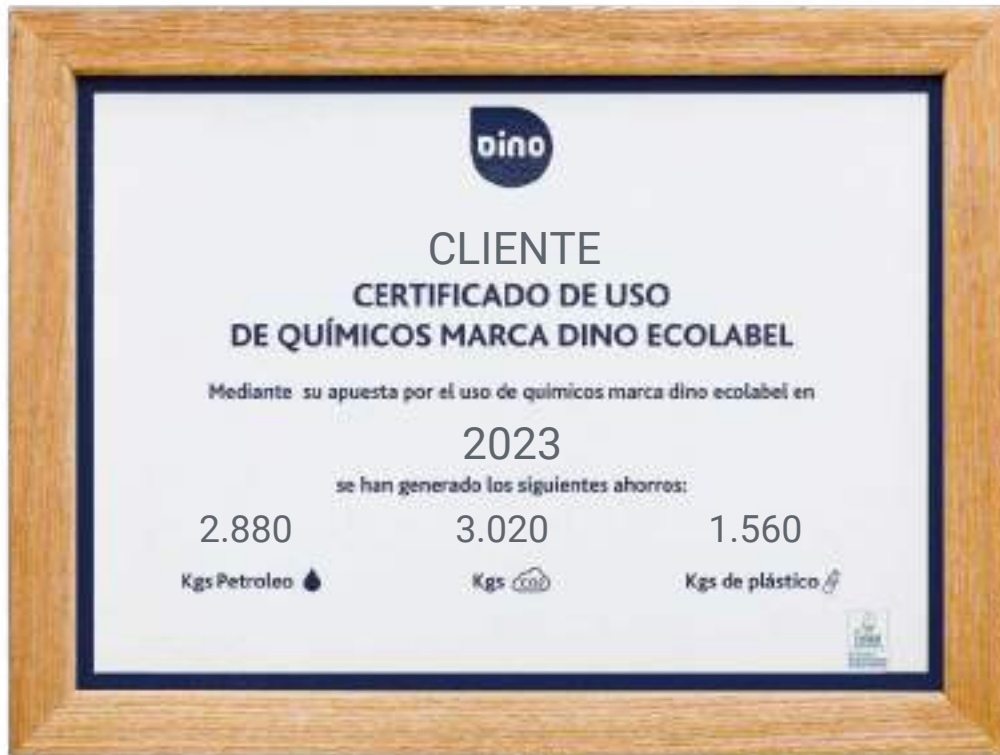 Dino
CLIENTE
CERTIFICADO DE USO
DE QUÍMICOS MARCA DINO ECOLABEL
Mediante su apuesta por el uso de químicos marca dino ecolabel en
2023
se han generado los siguientes ahorros:
2.880 3.020 1.560
Kgs Petroleo Kgs CO2 Kgs de plástico